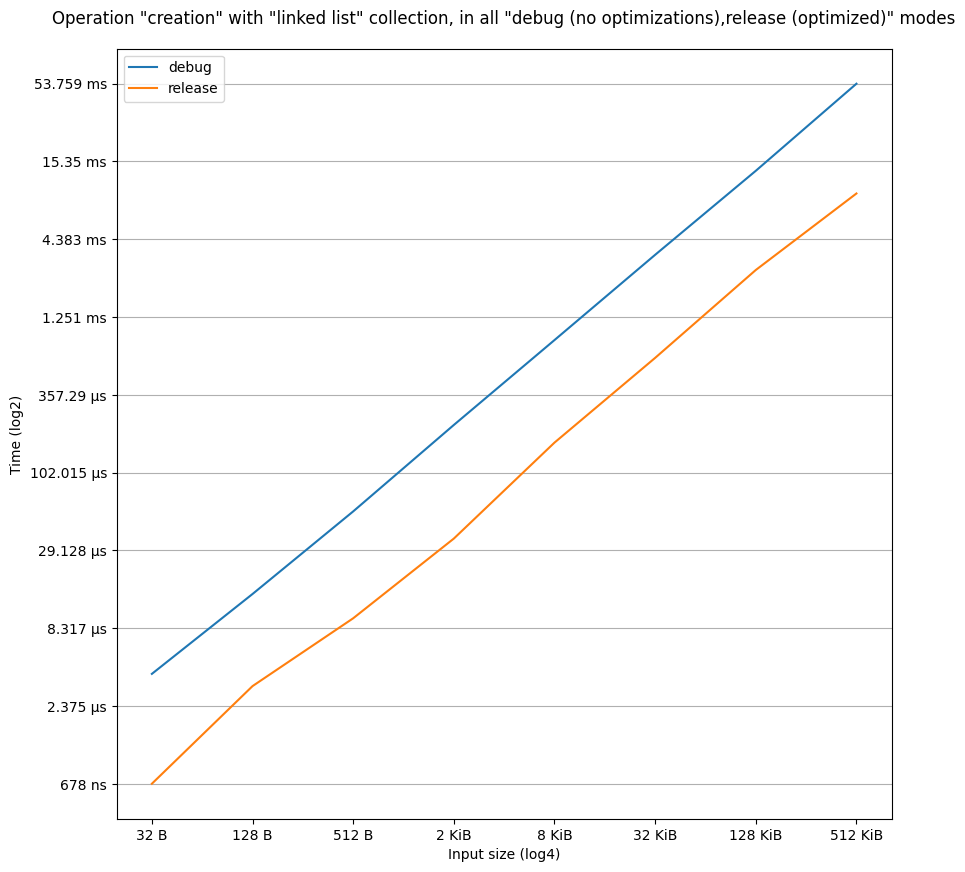 Operation "creation" with "linked list" collection, in all "debug (no optimizations),release (optimized)" modes
debug
release
53.759 ms
15.35 ms
4.383 ms
1.251 ms
357.29 µs
102.015 µs
29.128 µs
8.317 µs
2.375 µs
678 ns
Time (log2)
32 B
128 B
512 B
2 KiB
8 KiB
32 KiB
128 KiB
512 KiB
Input size (log4)